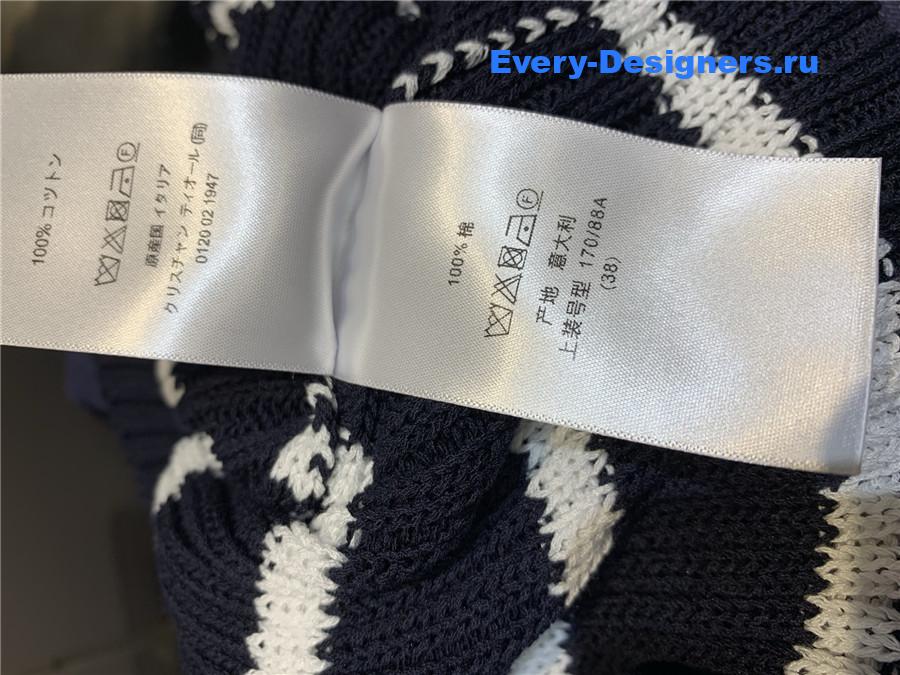 Every-Designers.ru
100%コットン
原産国 イタリア
クリスチャン ディオール(同)
0120 02 1947
100%棉
产地 意大利
上装号型 170/88A
(38)